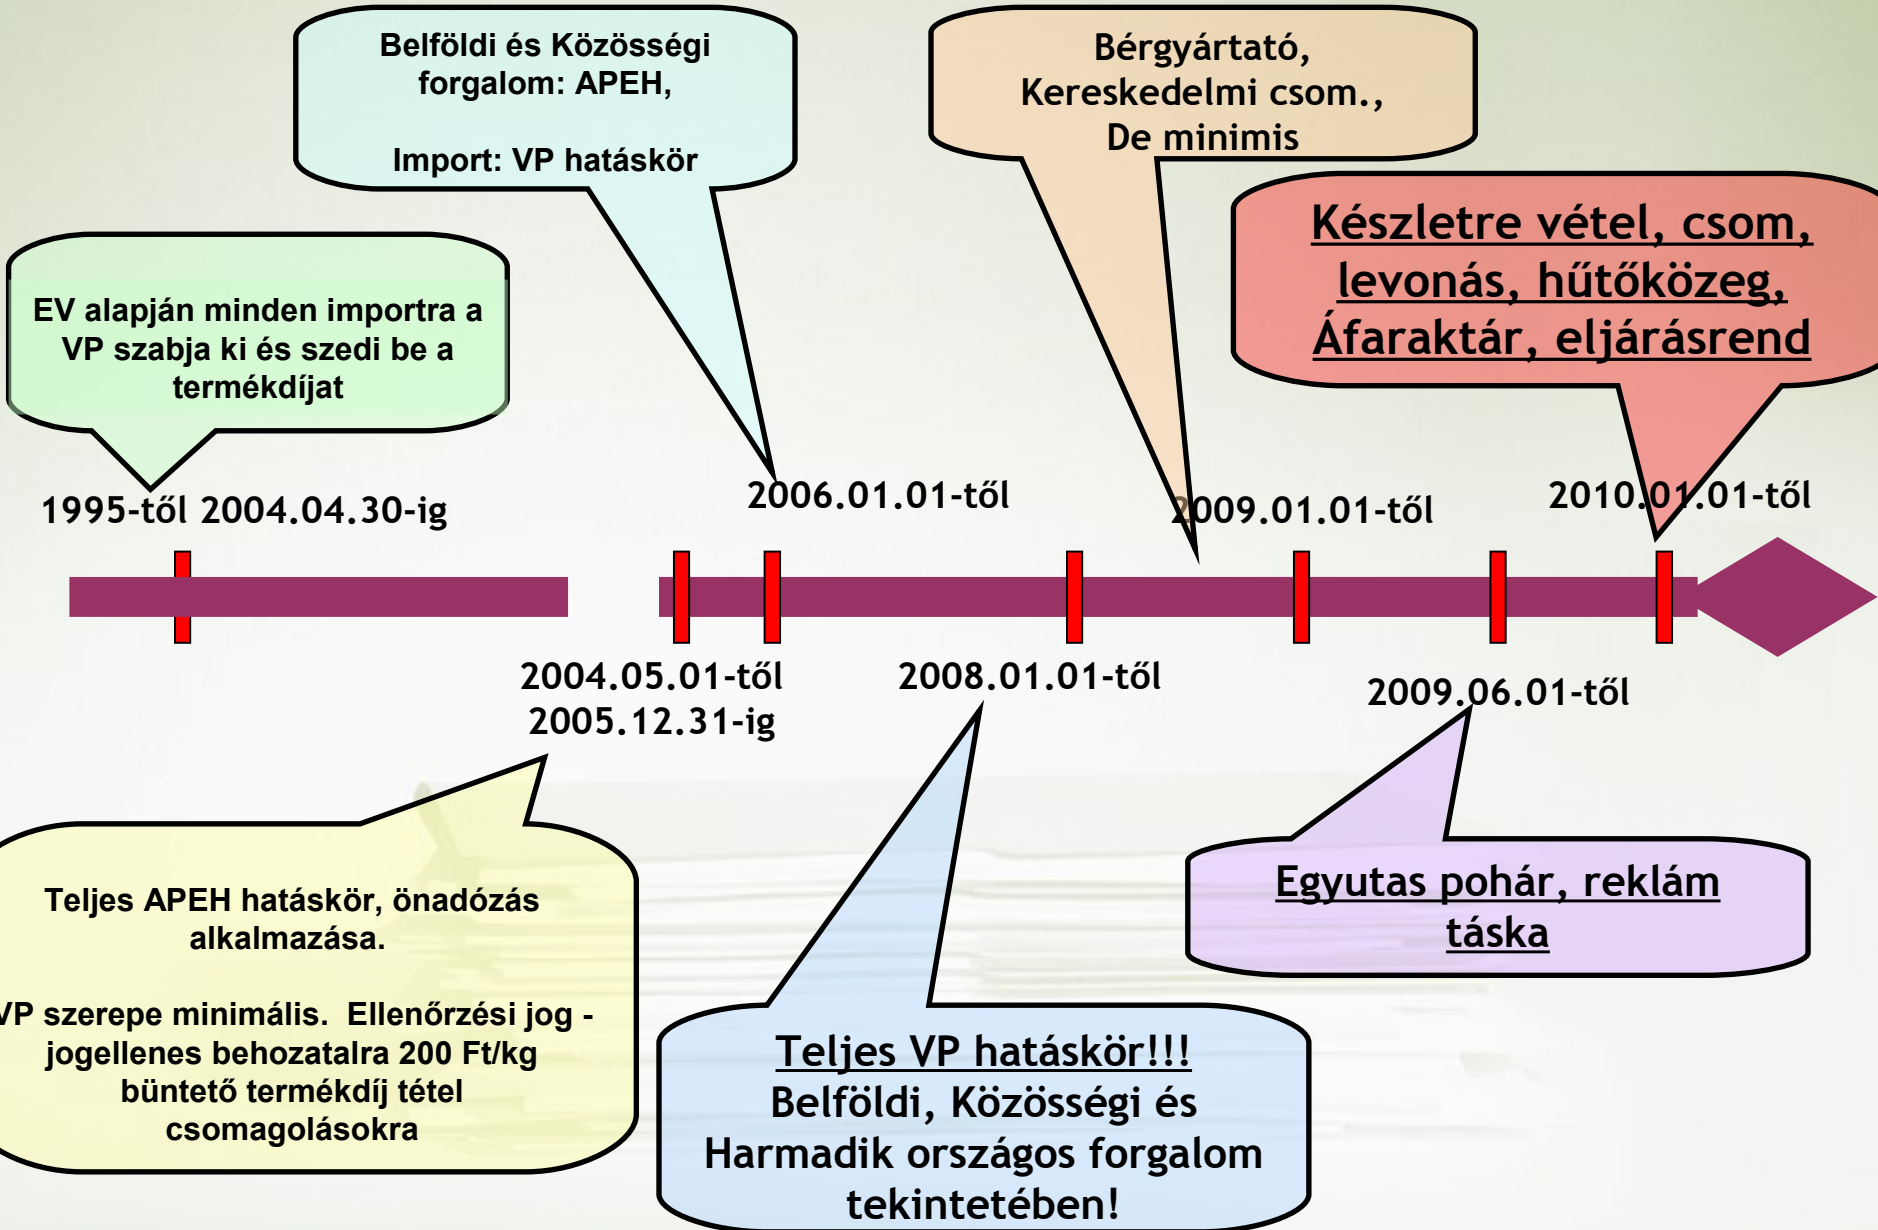 Belföldi és Közösségi
forgalom: APEH,
Import: VP hatáskör
Bérgyártató,
Kereskedelmi csom.,
De minimis
Készletre vétel, csom,
levonás, hűtőközeg,
Áfaraktár, eljárásrend
EV alapján minden importra a
VP szabja ki és szedi be a
termékdíjat
1995-től 2004.04.30-ig
2006.01.01-től
2009.01.01-től
2010.01.01-től
2004.05.01-től
2005.12.31-ig
2008.01.01-től
2009.06.01-től
Teljes APEH hatáskör, önadózás
alkalmazása.
VP szerepe minimális. Ellenőrzési jog -
jogellenes behozatalra 200 Ft/kg
büntető termékdíj tétel
csomagolásokra
Teljes VP hatáskör!!!
Belföldi, Közösségi és
Harmadik országos forgalom
tekintetében!
Egyutas pohár, reklám
táska